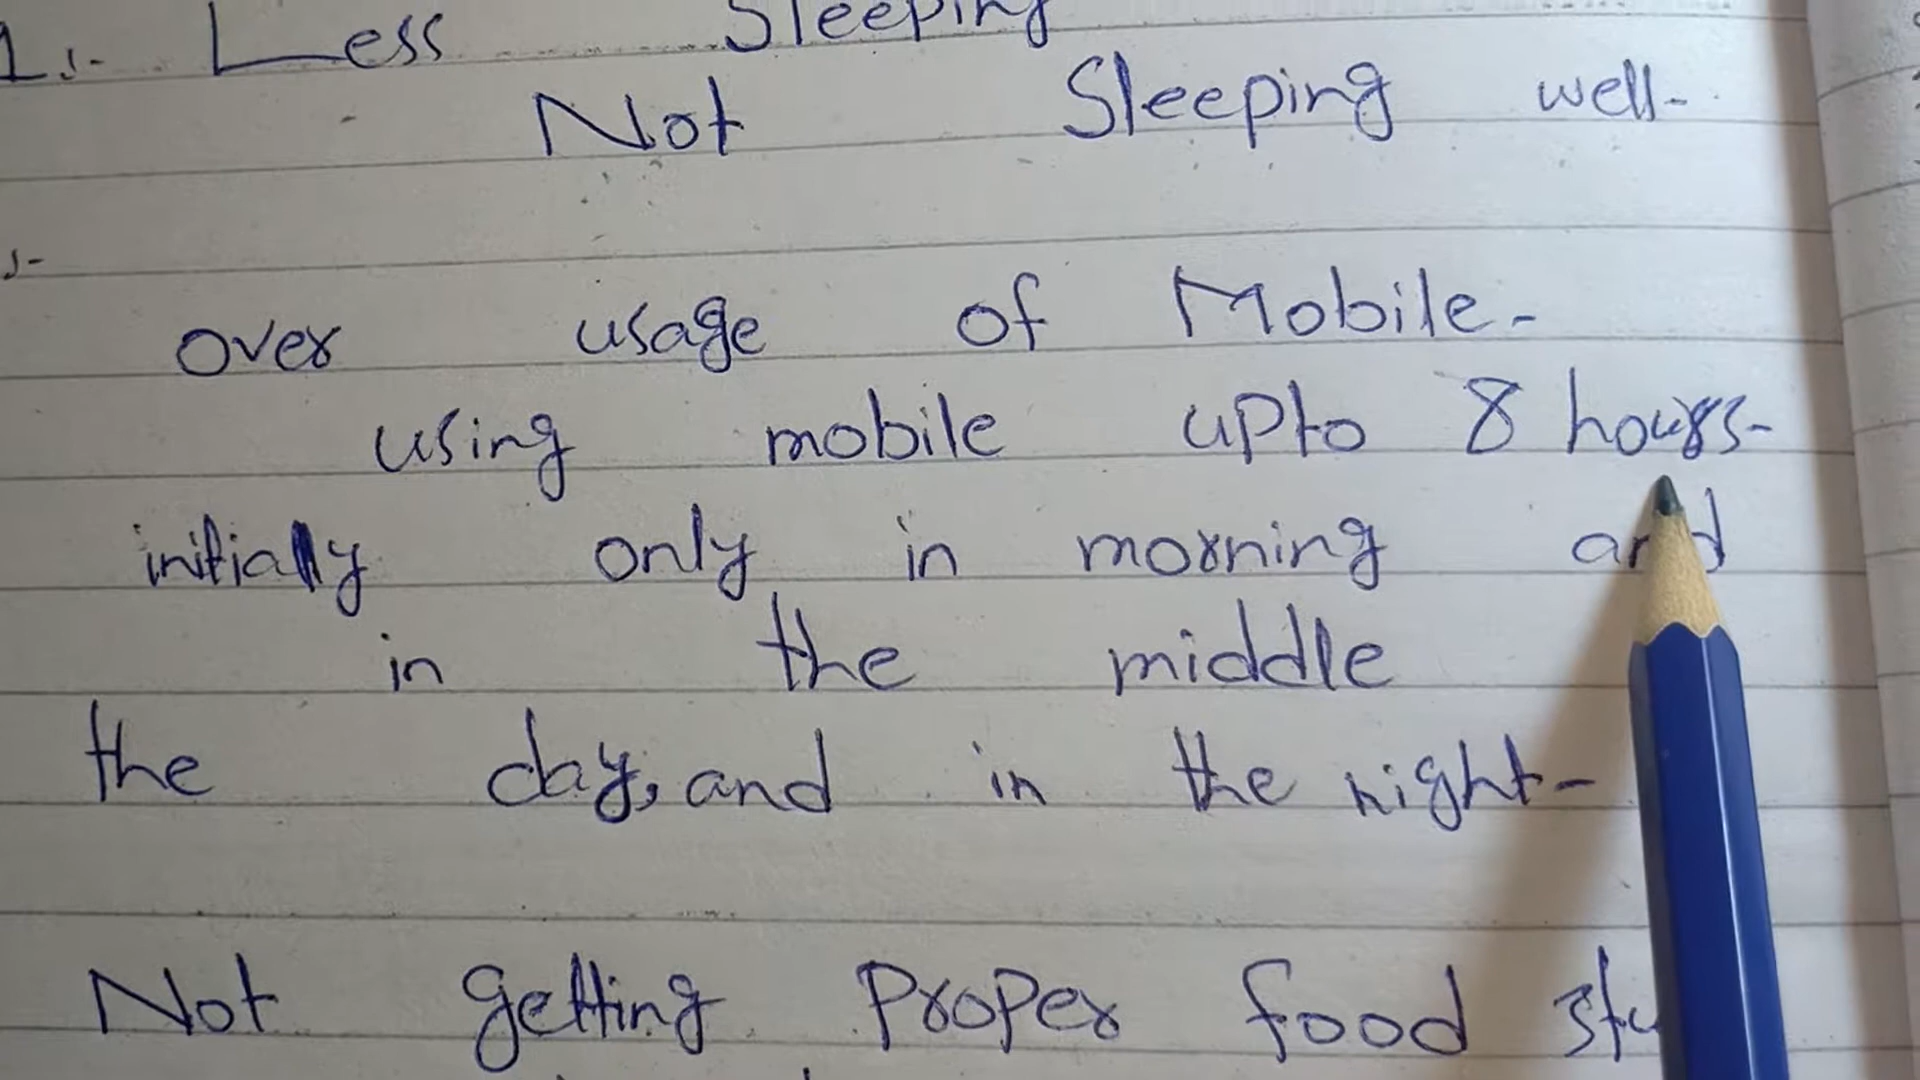 1:- Less Sleeping
Not Sleeping well-
:-
over usage of Mobile-
using mobile upto 8 hours-
initially only in morning and
in the middle
the day, and in the night-
Not getting Proper food